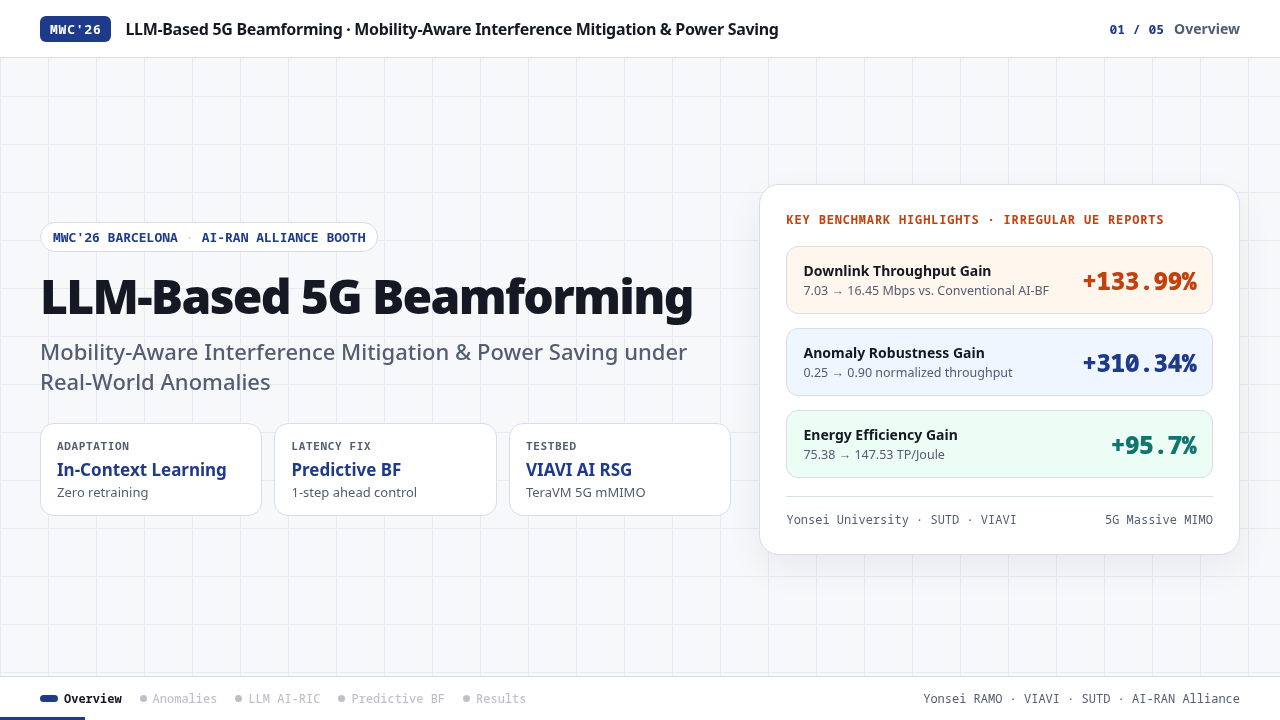 MWC'26
LLM-Based 5G Beamforming · Mobility-Aware Interference Mitigation & Power Saving
01 / 05 Overview
MWC'26 BARCELONA · AI-RAN ALLIANCE BOOTH
LLM-Based 5G Beamforming
Mobility-Aware Interference Mitigation & Power Saving under
Real-World Anomalies
ADAPTATION
In-Context Learning
Zero retraining
LATENCY FIX
Predictive BF
1-step ahead control
TESTBED
VIAVI AI RSG
TeraVM 5G mMIMO
KEY BENCHMARK HIGHLIGHTS · IRREGULAR UE REPORTS
Downlink Throughput Gain
7.03 → 16.45 Mbps vs. Conventional AI-BF
+133.99%
Anomaly Robustness Gain
0.25 → 0.90 normalized throughput
+310.34%
Energy Efficiency Gain
75.38 → 147.53 TP/Joule
+95.7%
Yonsei University · SUTD · VIAVI
5G Massive MIMO
Overview
Anomalies
LLM AI-RIC
Predictive BF
Results
Yonsei RAMO · VIAVI · SUTD · AI-RAN Alliance